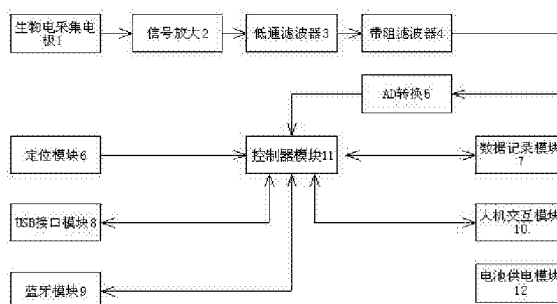 生物电采集电
极1
信号放大2
低通滤波器3
带阻滤波器4
AD转换5
定位模块6
控制器模块11
数据记录模块
7
USB接口模块8
人机交互模块
10
蓝牙模块9
电池供电模块
12